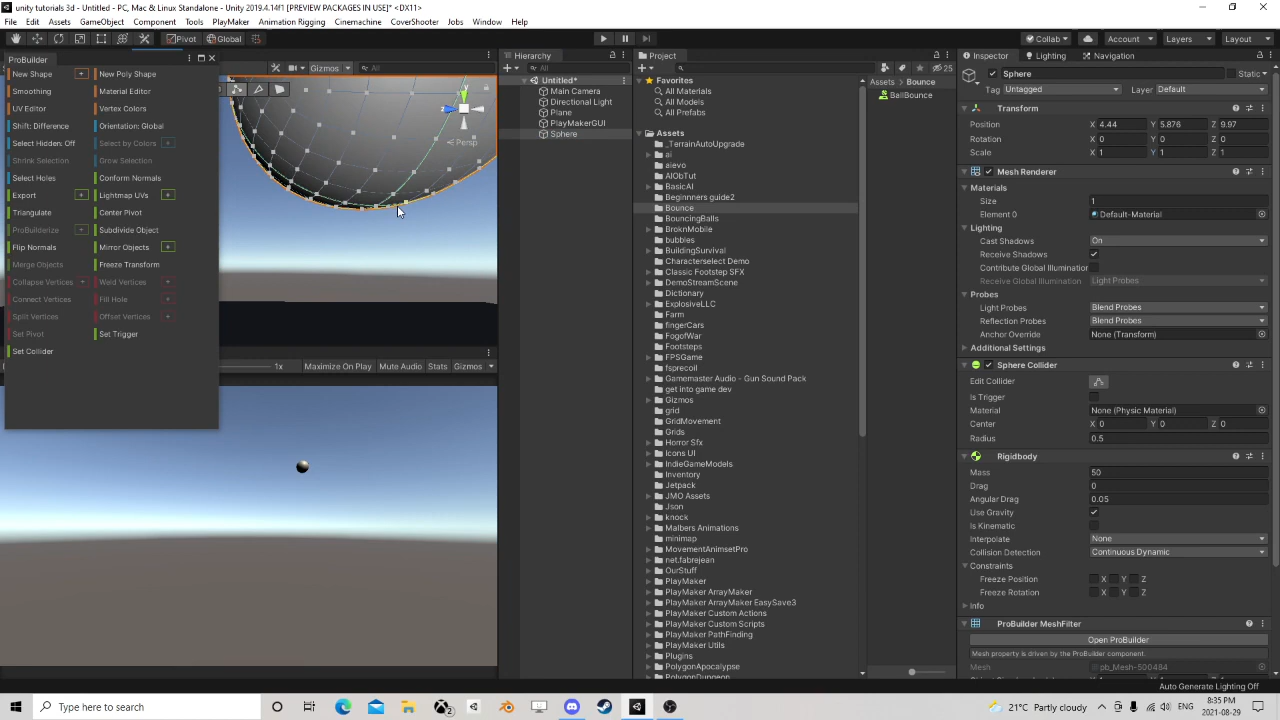 unity tutorials 3d - Untitled - PC, Mac & Linux Standalone - Unity 2019.4.14f1 [PREVIEW PACKAGES IN USE]* <DX11>
File Edit Assets GameObject Component Tools PlayMaker Animation Rigging Cinemachine CoverShooter Jobs Window Help
Pivot Global Collab Account Layers Layout
ProBuilder
New Shape New Poly Shape
Smoothing Material Editor
UV Editor Vertex Colors
Shift: Difference Orientation: Global
Select Hidden: Off Select by Colors
Shrink Selection Grow Selection
Select Holes Conform Normals
Export Lightmap UVs
Triangulate Center Pivot
ProBuilderize Subdivide Object
Flip Normals Mirror Objects
Merge Objects Freeze Transform
Collapse Vertices Weld Vertices
Connect Vertices Fill Hole
Split Vertices Offset Vertices
Set Pivot Set Trigger
Set Collider
Gizmos All
y
Persp
1x Maximize On Play Mute Audio Stats Gizmos
Hierarchy
All
Untitled*
Main Camera
Directional Light
Plane
PlayMakerGUI
Sphere
Project
25
Favorites
All Materials
All Models
All Prefabs
Assets
_TerrainAutoUpgrade
ai
aievo
AIObTut
BasicAI
Beginnners guide2
Bounce
BouncingBalls
BroknMobile
bubbles
BuildingSurvival
Characterselect Demo
Classic Footstep SFX
DemoStreamScene
Dictionary
ExplosiveLLC
Farm
fingerCars
FogofWar
Footsteps
FPSGame
fsprecoil
Gamemaster Audio - Gun Sound Pack
get into game dev
Gizmos
grid
GridMovement
Grids
Horror Sfx
Icons UI
IndieGameModels
Inventory
Jetpack
JMO Assets
Json
knock
Malbers Animations
minimap
MovementAnimsetPro
net.fabrejean
OurStuff
PlayMaker
PlayMaker ArrayMaker
PlayMaker ArrayMaker EasySave3
PlayMaker Custom Actions
PlayMaker Custom Scripts
PlayMaker PathFinding
PlayMaker Utils
Plugins
PolygonApocalypse
PolygonDungeon
Assets > Bounce
BallBounce
Inspector Lighting Navigation
Sphere Static
Tag Untagged Layer Default
Transform
Position X 4.44 Y 5.876 Z 9.97
Rotation X 0 Y 0 Z 0
Scale X 1 Y 1 Z 1
Mesh Renderer
Materials
Size 1
Element 0 Default-Material
Lighting
Cast Shadows On
Receive Shadows
Contribute Global Illumination
Receive Global Illumination Light Probes
Probes
Light Probes Blend Probes
Reflection Probes Blend Probes
Anchor Override None (Transform)
Additional Settings
Sphere Collider
Edit Collider
Is Trigger
Material None (Physic Material)
Center X 0 Y 0 Z 0
Radius 0.5
Rigidbody
Mass 50
Drag 0
Angular Drag 0.05
Use Gravity
Is Kinematic
Interpolate None
Collision Detection Continuous Dynamic
Constraints
Freeze Position X Y Z
Freeze Rotation X Y Z
Info
ProBuilder MeshFilter
Open ProBuilder
Mesh property is driven by the ProBuilder component.
Mesh pb_Mesh-500484
Auto Generate Lighting Off
Type here to search
21°C Partly cloudy ENG 8:35 PM
2021-08-29